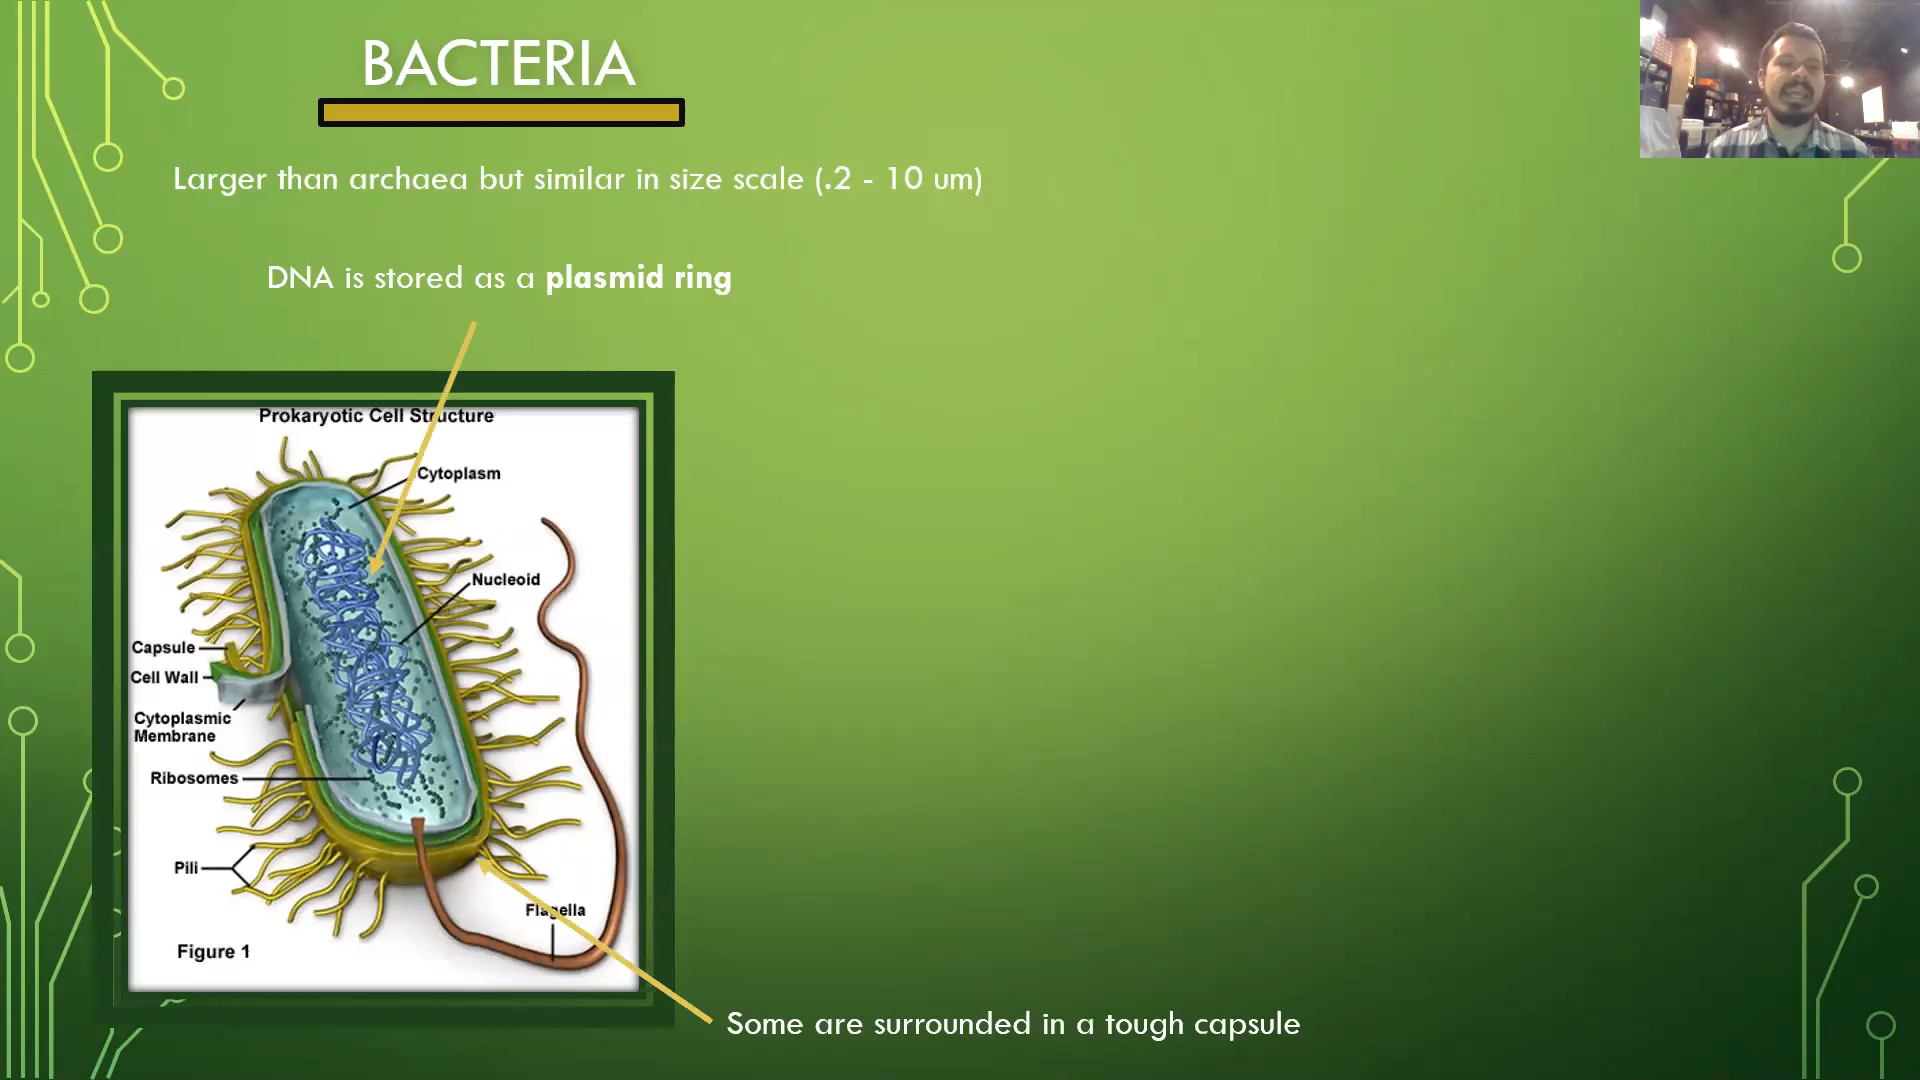 BACTERIA
Larger than archaea but similar in size scale (.2 - 10 um)
DNA is stored as a plasmid ring
Prokaryotic Cell Structure
Cytoplasm
Nucleoid
Capsule
Cell Wall
Cytoplasmic
Membrane
Ribosomes
Pili
Flagella
Figure 1
Some are surrounded in a tough capsule